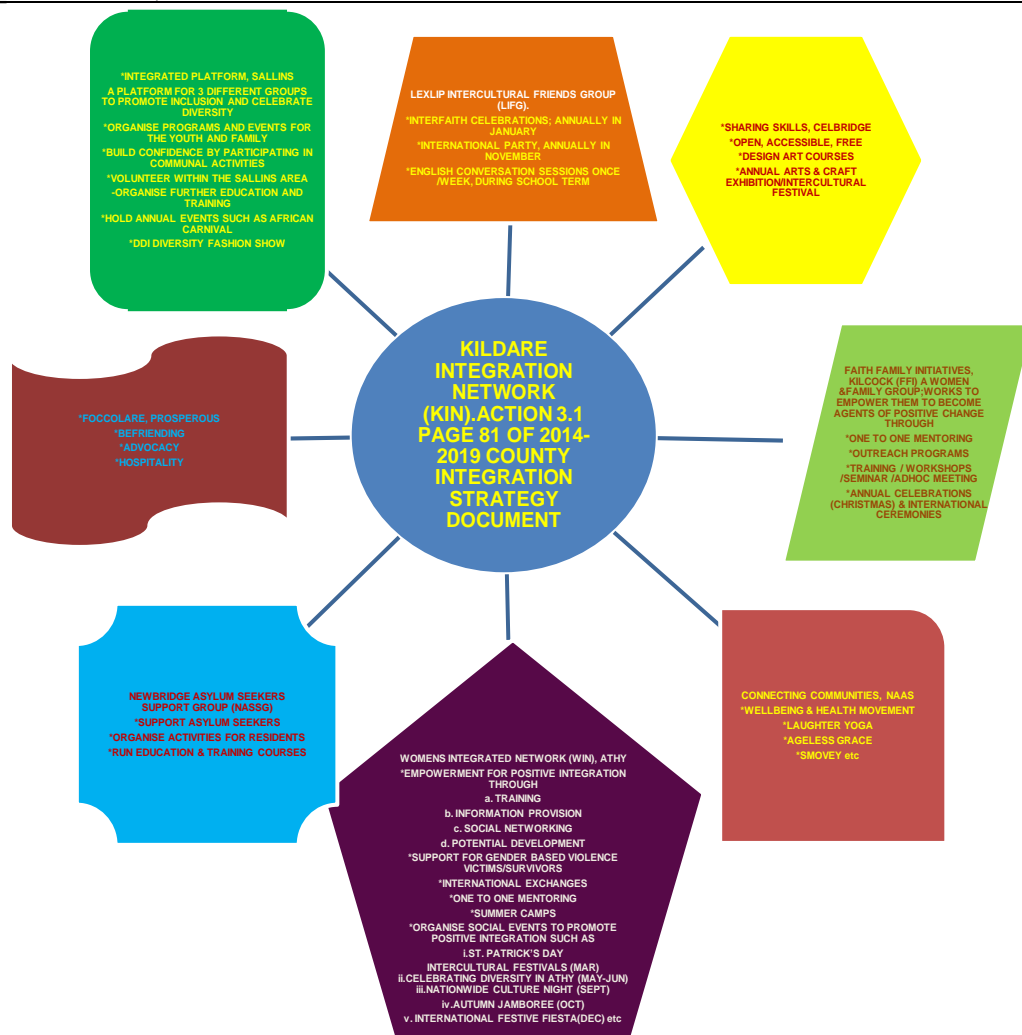 *INTEGRATED PLATFORM, SALLINS
A PLATFORM FOR 3 DIFFERENT GROUPS
TO PROMOTE INCLUSION AND CELEBRATE
DIVERSITY
*ORGANISE PROGRAMS AND EVENTS FOR
THE YOUTH AND FAMILY
*BUILD CONFIDENCE BY PARTICIPATING IN
COMMUNAL ACTIVITIES
*VOLUNTEER WITHIN THE SALLINS AREA
-ORGANISE FURTHER EDUCATION AND
TRAINING
*HOLD ANNUAL EVENTS SUCH AS AFRICAN
CARNIVAL
*DDI DIVERSITY FASHION SHOW
LEXLIP INTERCULTURAL FRIENDS GROUP
(LIFG).
*INTERFAITH CELEBRATIONS; ANNUALLY IN
JANUARY
*INTERNATIONAL PARTY, ANNUALLY IN
NOVEMBER
*ENGLISH CONVERSATION SESSIONS ONCE
/WEEK, DURING SCHOOL TERM
*SHARING SKILLS, CELBRIDGE
*OPEN, ACCESSIBLE, FREE
*DESIGN ART COURSES
*ANNUAL ARTS & CRAFT
EXHIBITION/INTERCULTURAL
FESTIVAL
*FOCCOLARE, PROSPEROUS
*BEFRIENDING
*ADVOCACY
*HOSPITALITY
KILDARE
INTEGRATION
NETWORK
(KIN).ACTION 3.1
PAGE 81 OF 2014-
2019 COUNTY
INTEGRATION
STRATEGY
DOCUMENT
FAITH FAMILY INITIATIVES,
KILCOCK (FFI) A WOMEN
&FAMILY GROUP;WORKS TO
EMPOWER THEM TO BECOME
AGENTS OF POSITIVE CHANGE
THROUGH
*ONE TO ONE MENTORING
*OUTREACH PROGRAMS
*TRAINING / WORKSHOPS
/SEMINAR /ADHOC MEETING
*ANNUAL CELEBRATIONS
(CHRISTMAS) & INTERNATIONAL
CEREMONIES
NEWBRIDGE ASYLUM SEEKERS
SUPPORT GROUP (NASSG)
*SUPPORT ASYLUM SEEKERS
*ORGANISE ACTIVITIES FOR RESIDENTS
*RUN EDUCATION & TRAINING COURSES
WOMENS INTEGRATED NETWORK (WIN), ATHY
*EMPOWERMENT FOR POSITIVE INTEGRATION
THROUGH
a. TRAINING
b. INFORMATION PROVISION
c. SOCIAL NETWORKING
d. POTENTIAL DEVELOPMENT
*SUPPORT FOR GENDER BASED VIOLENCE
VICTIMS/SURVIVORS
*INTERNATIONAL EXCHANGES
*ONE TO ONE MENTORING
*SUMMER CAMPS
*ORGANISE SOCIAL EVENTS TO PROMOTE
POSITIVE INTEGRATION SUCH AS
i.ST. PATRICK'S DAY
INTERCULTURAL FESTIVALS (MAR)
ii.CELEBRATING DIVERSITY IN ATHY (MAY-JUN)
iii.NATIONWIDE CULTURE NIGHT (SEPT)
iv.AUTUMN JAMBOREE (OCT)
v. INTERNATIONAL FESTIVE FIESTA(DEC) etc
CONNECTING COMMUNITIES, NAAS
*WELLBEING & HEALTH MOVEMENT
*LAUGHTER YOGA
*AGELESS GRACE
*SMOVEY etc